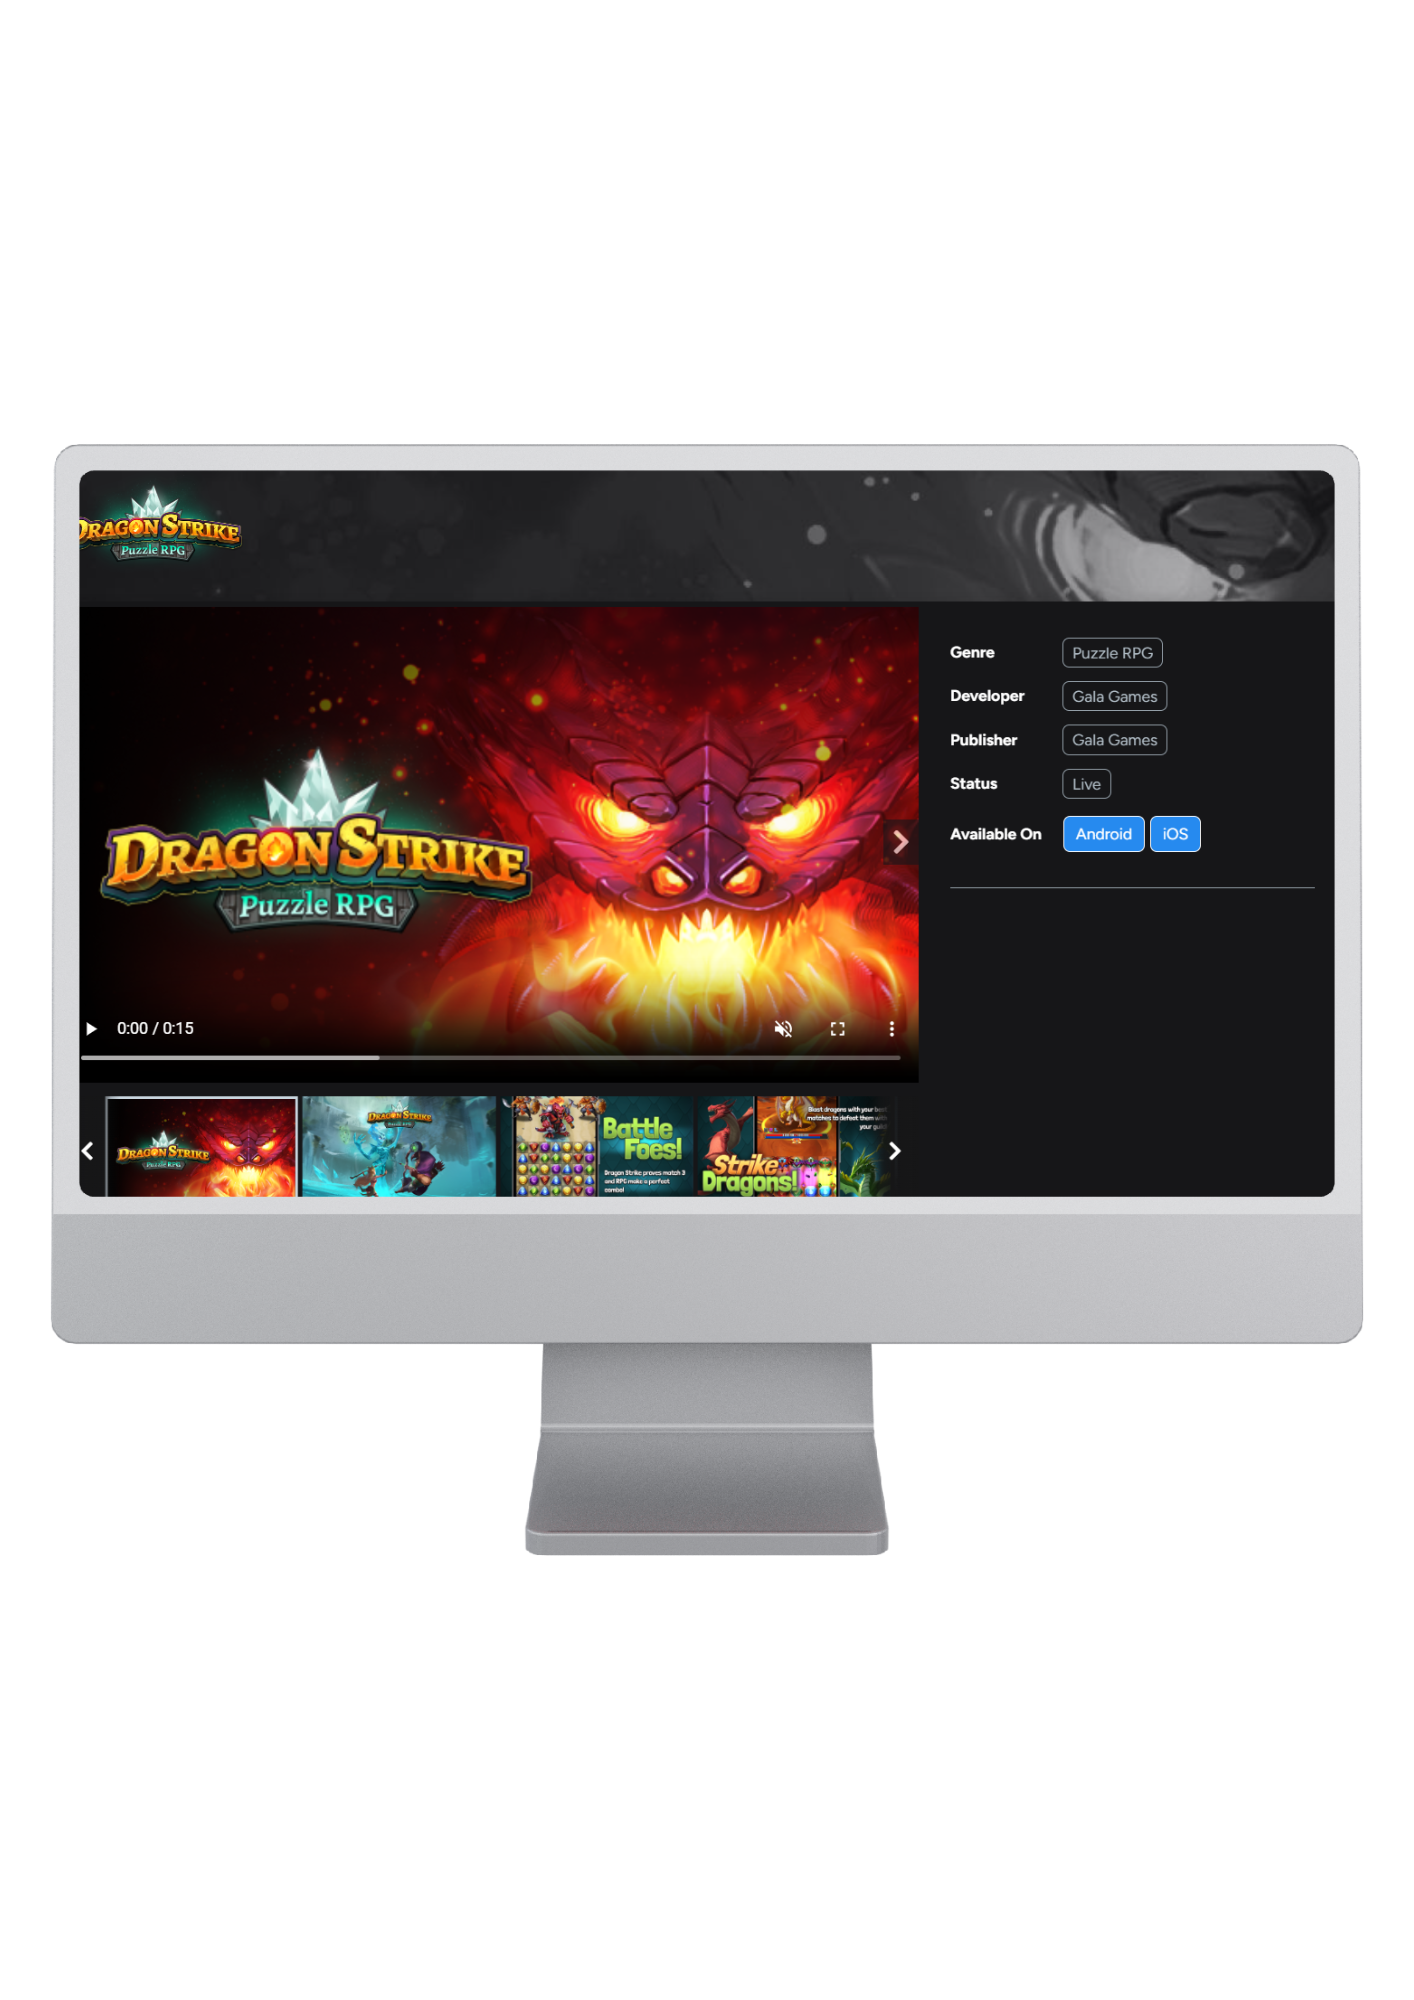 DRAGON STRIKE
Puzzle RPG
DRAGON STRIKE
Puzzle RPG
0:00 / 0:15
Genre
Puzzle RPG
Developer
Gala Games
Publisher
Gala Games
Status
Live
Available On
Android
iOS
DRAGON STRIKE
Puzzle RPG
DRAGON STRIKE
Puzzle RPG
Battle
Foes!
Dragon Strike proves match 3
and RPG make a perfect
combo!
Strike
Dragons!
Blast dragons with your best
matches to defeat them with
your guild